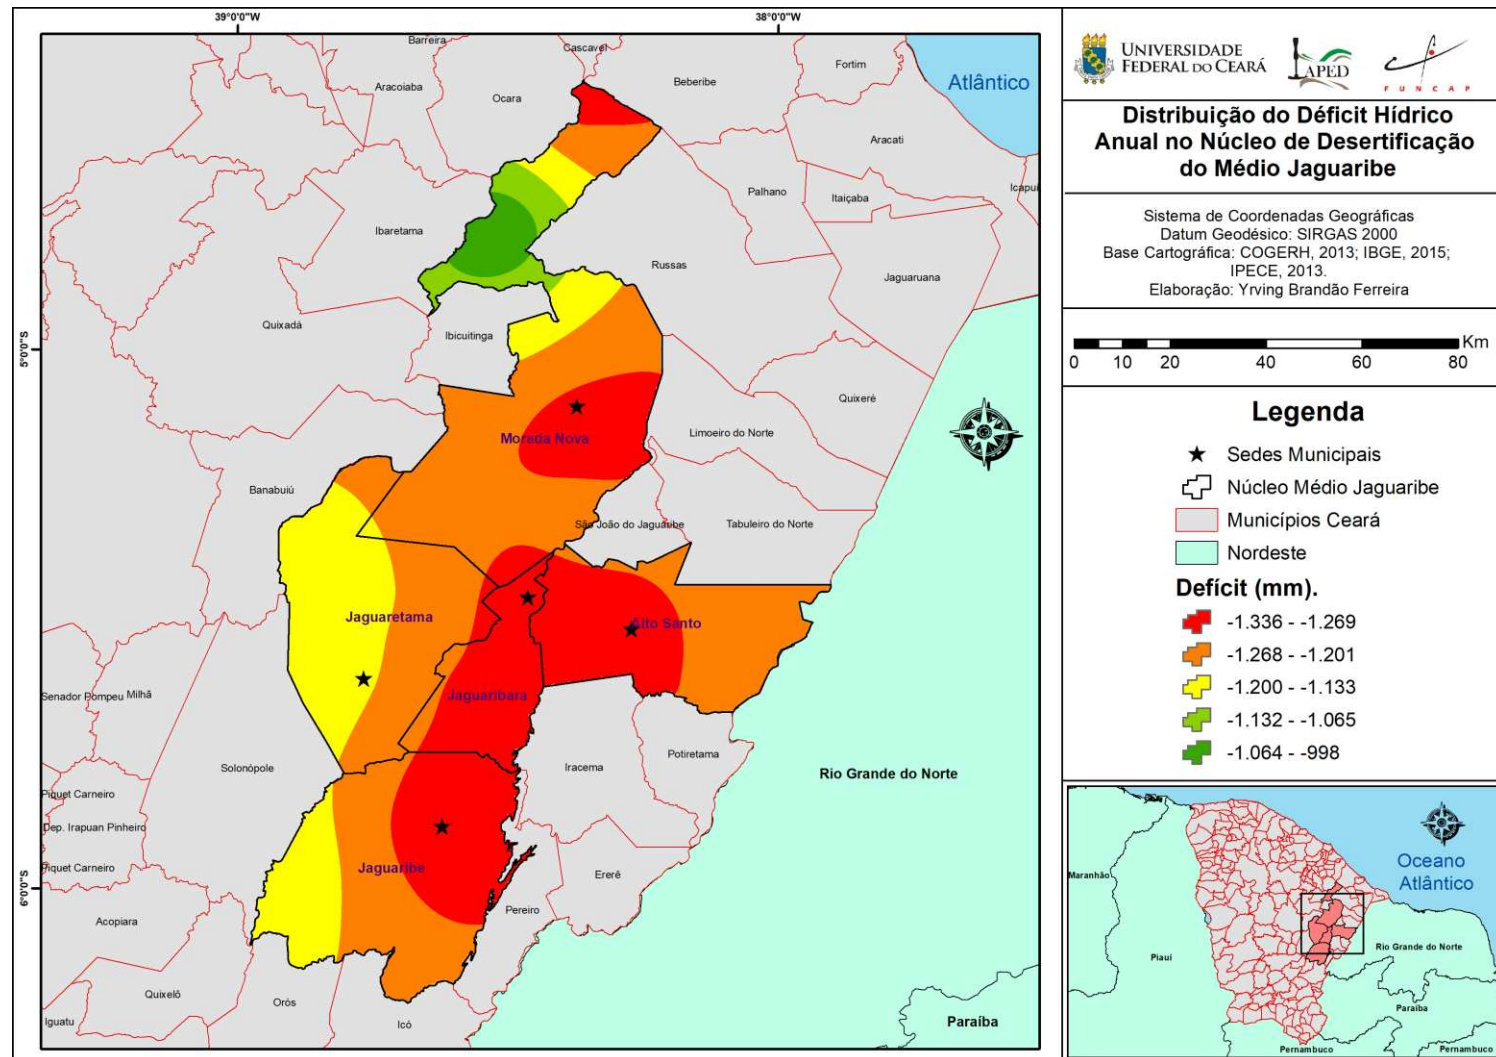 39°0'0"W
38°0'0"W
Barreira
Cascavel
Beberibe
Fortim
Atlântico
Aracoiaba
Ocara
Aracati
Palhano
Itaiçaba
Icapuí
Ibaretama
Russas
Jaguaruana
Quixadá
Ibicuitinga
5°0'0"S
Quixeré
Morada Nova
Limoeiro do Norte
Banabuiú
São João do Jaguaribe
Tabuleiro do Norte
Jaguaretama
Alto Santo
Senador Pompeu
Milhã
Jaguaribara
Solonópole
Iracema
Potiretama
Rio Grande do Norte
Piquet Carneiro
Dep. Irapuan Pinheiro
Piquet Carneiro
Jaguaribe
Ererê
6°0'0"S
Acopiara
Pereiro
Quixelô
Orós
Icó
Iguatu
Paraíba
UNIVERSIDADE
FEDERAL DO CEARÁ
LAPED
FUNCAP
Distribuição do Déficit Hídrico
Anual no Núcleo de Desertificação
do Médio Jaguaribe
Sistema de Coordenadas Geográficas
Datum Geodésico: SIRGAS 2000
Base Cartográfica: COGERH, 2013; IBGE, 2015;
IPECE, 2013.
Elaboração: Yrving Brandão Ferreira
Km
0 10 20 40 60 80
Legenda
Sedes Municipais
Núcleo Médio Jaguaribe
Municípios Ceará
Nordeste
Defícit (mm).
-1.336 - -1.269
-1.268 - -1.201
-1.200 - -1.133
-1.132 - -1.065
-1.064 - -998
Oceano
Atlântico
Maranhão
Rio Grande do Norte
Piauí
Paraíba
Pernambuco
Pernambuco